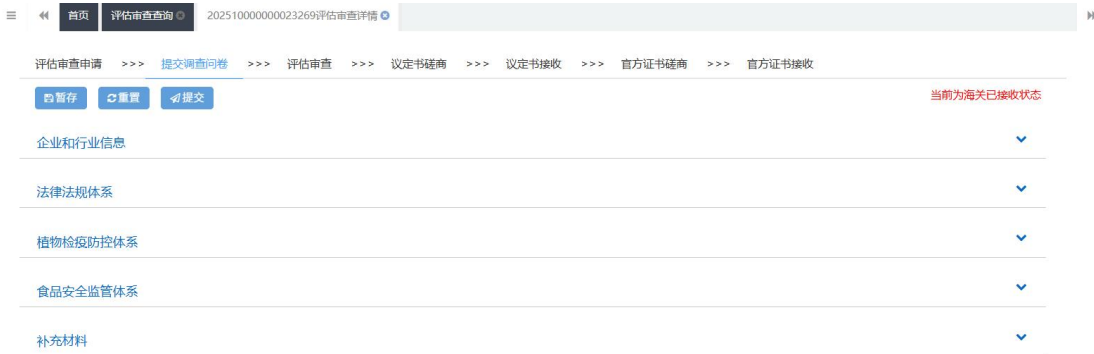 首页 评估审查查询 202510000000023269评估审查详情
评估审查申请 >>> 提交调查问卷 >>> 评估审查 >>> 议定书磋商 >>> 议定书接收 >>> 官方证书磋商 >>> 官方证书接收
暂存 重置 提交 当前为海关已接收状态
企业和行业信息
法律法规体系
植物检疫防控体系
食品安全监管体系
补充材料